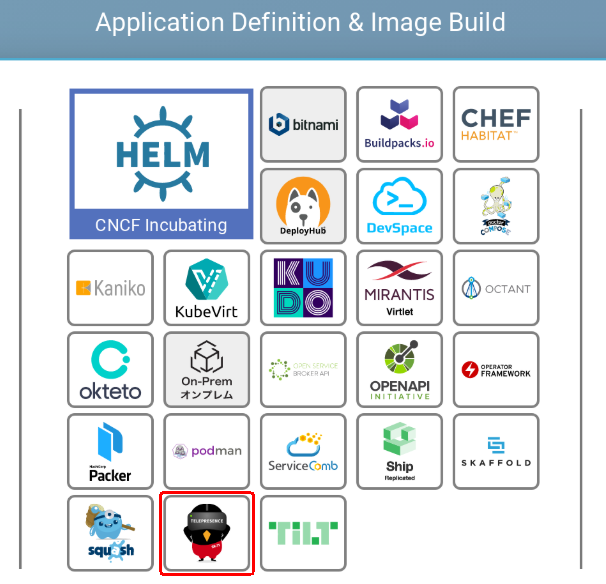 Application Definition & Image Build
HELM
CNCF Incubating
bitnami
Buildpacks.io
CHEF
HABITAT
DeployHub
DevSpace
docker
COMPOSE
Kaniko
KubeVirt
KUDO
MIRANTIS
Virtlet
OCTANT
okteto
On-Prem
オンプレム
OPEN SERVICE
BROKER API
OPENAPI
INITIATIVE
OPERATOR
FRAMEWORK
HashiCorp
Packer
podman
ServiceComb
Ship
Replicated
SKAFFOLD
squash
TELEPRESENCE
TiLT